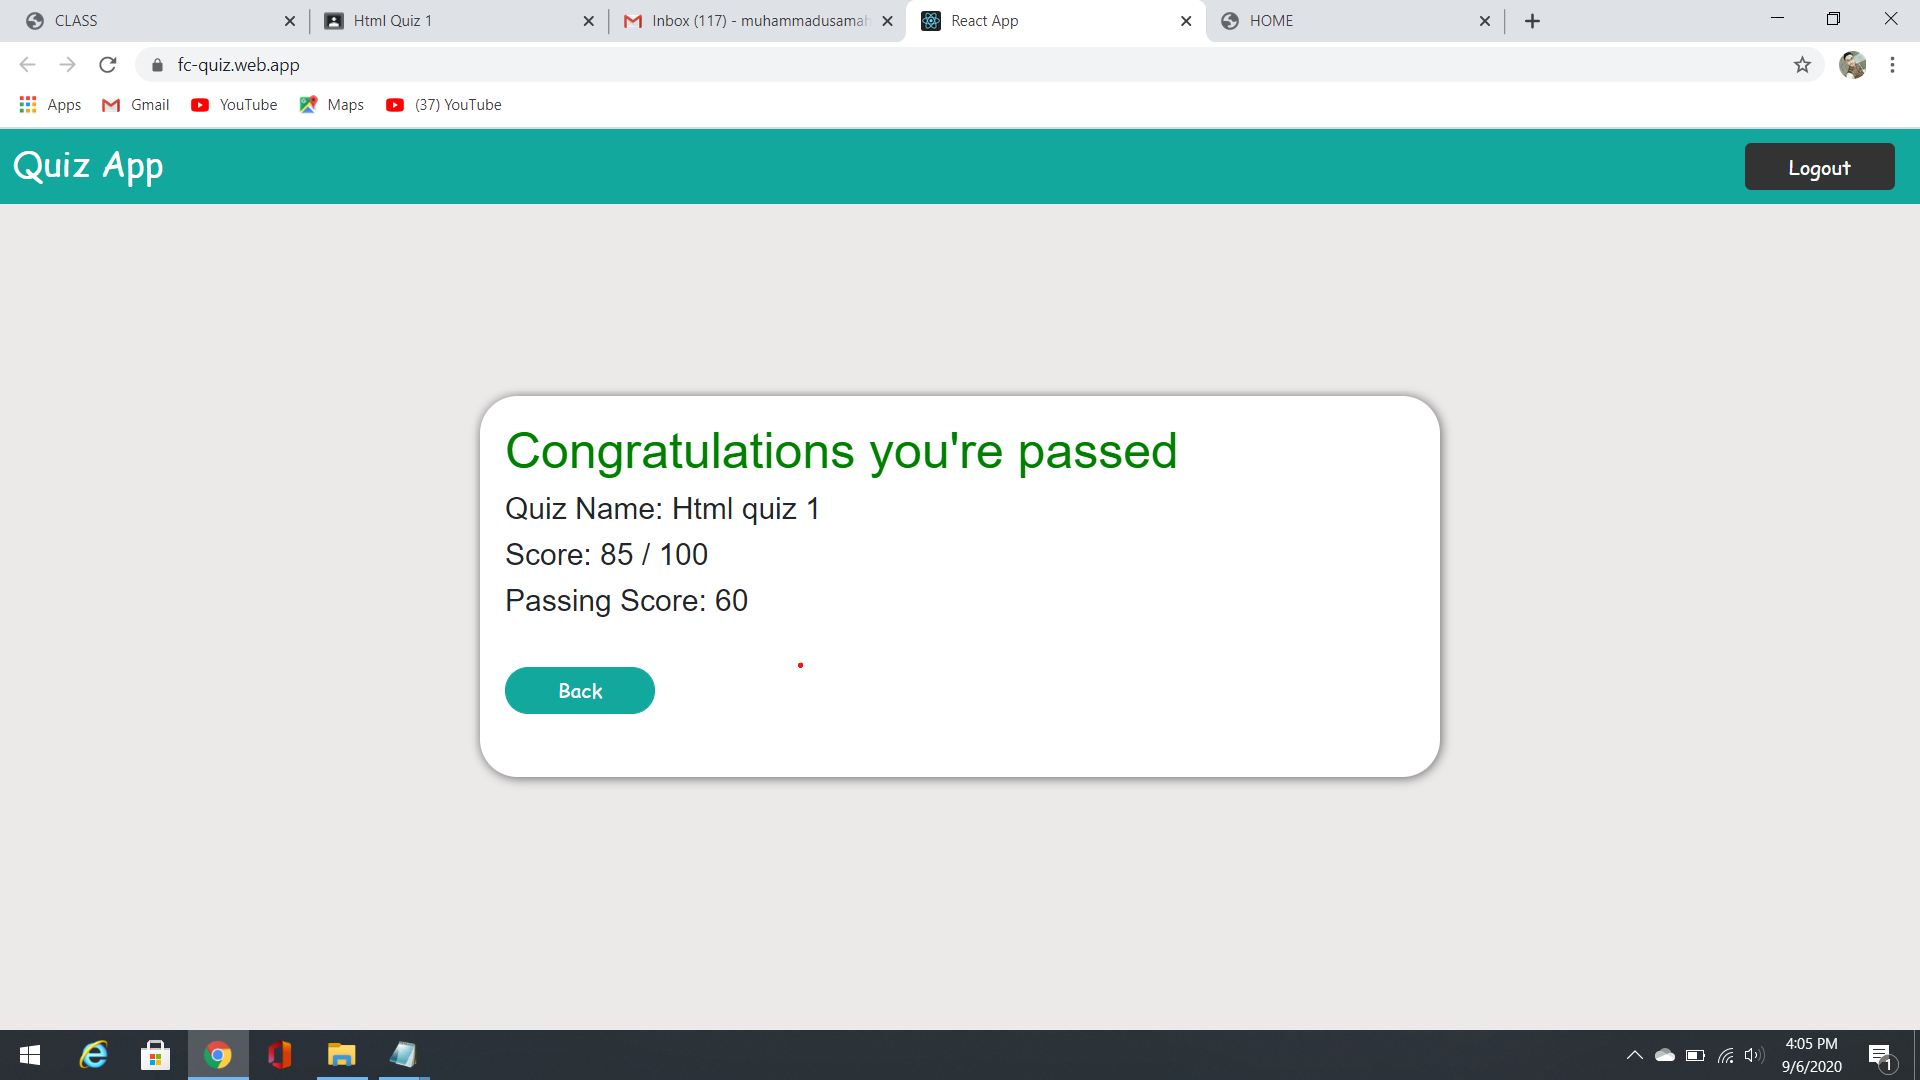 CLASS
Html Quiz 1
Inbox (117) - muhammadusamah
React App
HOME
fc-quiz.web.app
Apps
Gmail
YouTube
Maps
(37) YouTube
Quiz App
Logout
Congratulations you're passed
Quiz Name: Html quiz 1
Score: 85 / 100
Passing Score: 60
Back
4:05 PM
9/6/2020
1